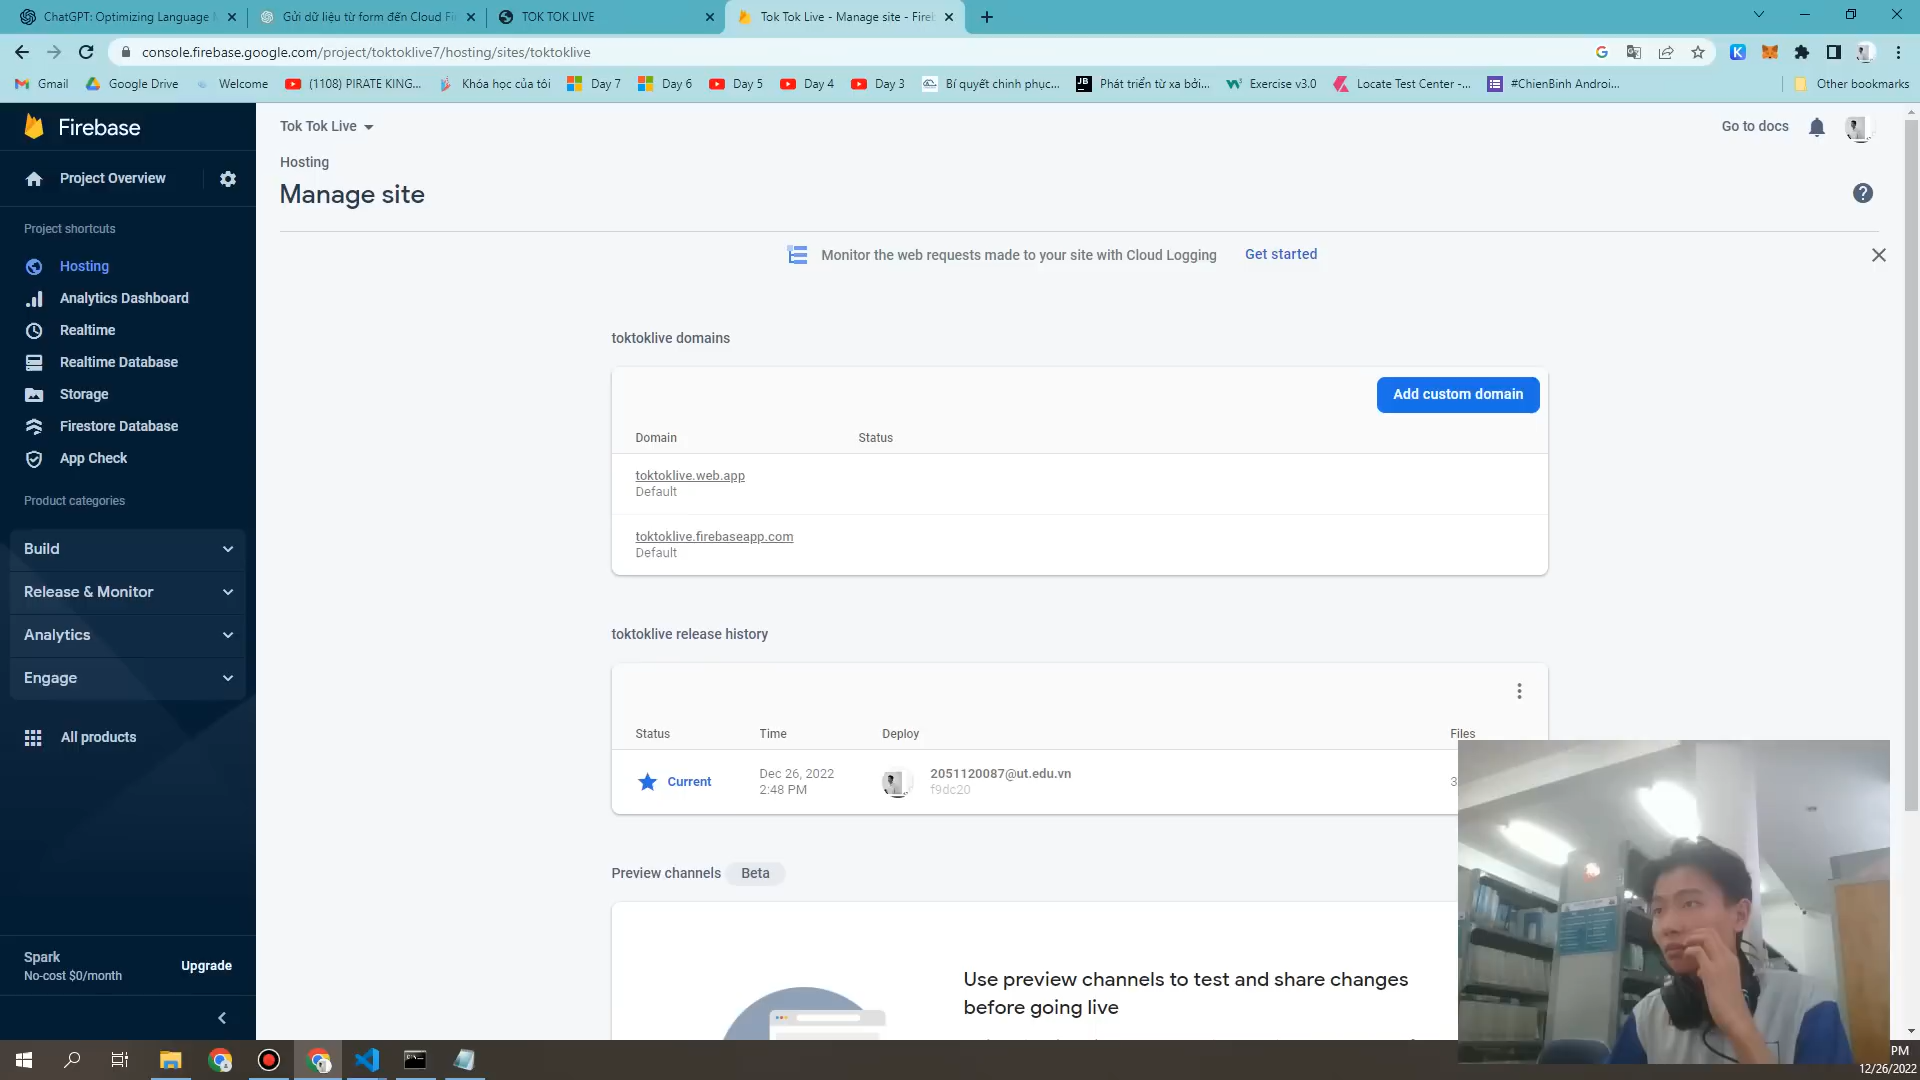 ChatGPT: Optimizing Language
Gửi dữ liệu từ form đến Cloud Fi
TOK TOK LIVE
Tok Tok Live - Manage site - Fire
console.firebase.google.com/project/toktoklive7/hosting/sites/toktoklive
Gmail
Google Drive
Welcome
(1108) PIRATE KING...
Khóa học của tôi
Day 7
Day 6
Day 5
Day 4
Day 3
Bí quyết chinh phục...
Phát triển từ xa bởi...
Exercise v3.0
Locate Test Center -...
#ChienBinh Androi...
Other bookmarks
Firebase
Project Overview
Project shortcuts
Hosting
Analytics Dashboard
Realtime
Realtime Database
Storage
Firestore Database
App Check
Product categories
Build
Release & Monitor
Analytics
Engage
All products
Spark
No-cost $0/month
Upgrade
Tok Tok Live
Go to docs
Hosting
Manage site
Monitor the web requests made to your site with Cloud Logging
Get started
toktoklive domains
Add custom domain
Domain
Status
toktoklive.web.app
Default
toktoklive.firebaseapp.com
Default
toktoklive release history
Status
Time
Deploy
Files
Current
Dec 26, 2022
2:48 PM
2051120087@ut.edu.vn
f9dc20
3
Preview channels
Beta
Use preview channels to test and share changes
before going live
PM
12/26/2022